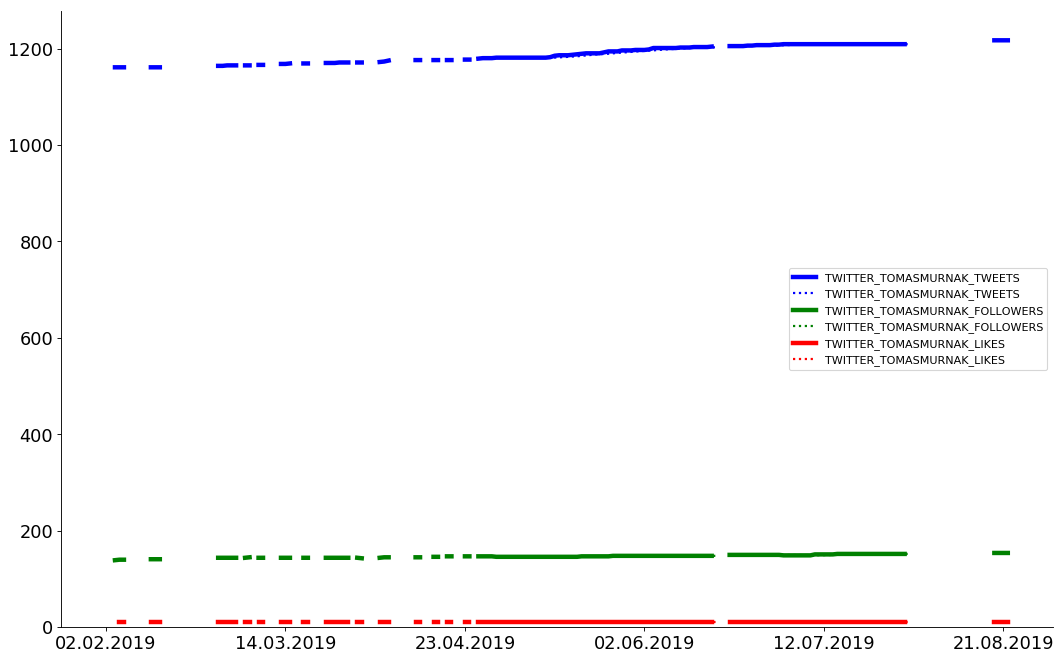 1200
1000
800
600
400
200
0
TWITTER_TOMASMURNAK_TWEETS
TWITTER_TOMASMURNAK_TWEETS
TWITTER_TOMASMURNAK_FOLLOWERS
TWITTER_TOMASMURNAK_FOLLOWERS
TWITTER_TOMASMURNAK_LIKES
TWITTER_TOMASMURNAK_LIKES
02.02.2019 14.03.2019 23.04.2019 02.06.2019 12.07.2019 21.08.2019